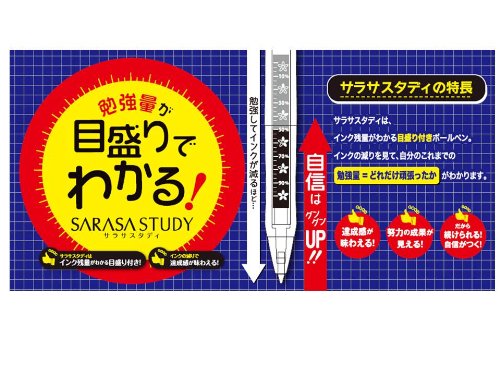 勉強量が
目盛りで
わかる!
SARASA STUDY
サラサスタディ
サラサスタディは
インク残量がわかる目盛り付き!
インクの減りで
達成感が味わえる!
勉強してインクが減るほど…
自信は
グングン
UP!!
サラサスタディの特長
サラサスタディは、
インク残量がわかる目盛り付きボールペン。
インクの減りを見て、自分のこれまでの
勉強量=どれだけ頑張ったか がわかります。
達成感が
味わえる!
努力の成果が
見える!
だから
続けられる!
自信がつく!